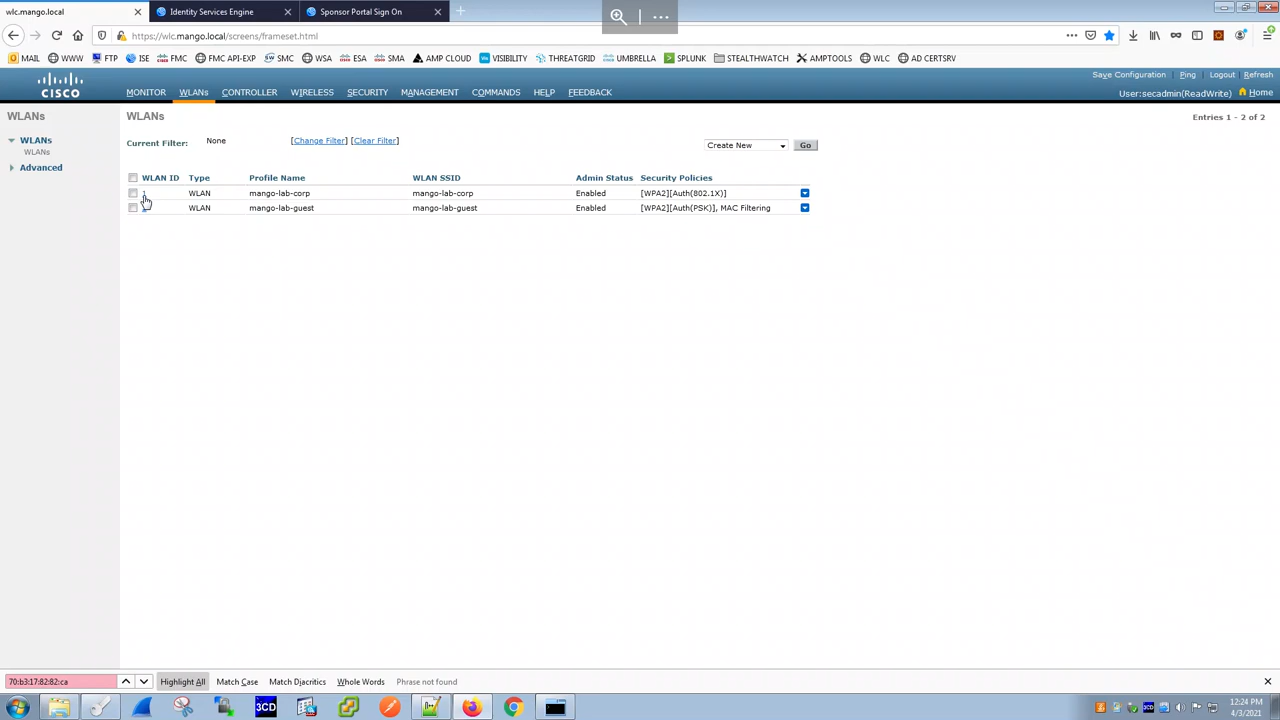 wlc.mango.local
Identity Services Engine
Sponsor Portal Sign On
https://wlc.mango.local/screens/frameset.html
MAIL WWW FTP ISE FMC FMC API-EXP SMC WSA ESA SMA AMP CLOUD VISIBILITY THREATGRID UMBRELLA SPLUNK STEALTHWATCH AMPTOOLS WLC AD CERTSRV
CISCO
Save Configuration Ping Logout Refresh
MONITOR WLANs CONTROLLER WIRELESS SECURITY MANAGEMENT COMMANDS HELP FEEDBACK
User:secadmin(ReadWrite) Home
WLANs
WLANs
WLANs
Advanced
WLANs
Entries 1 - 2 of 2
Current Filter: None [Change Filter] [Clear Filter]
Create New Go
WLAN ID Type Profile Name WLAN SSID Admin Status Security Policies
1 WLAN mango-lab-corp mango-lab-corp Enabled [WPA2][Auth(802.1X)]
WLAN mango-lab-guest mango-lab-guest Enabled [WPA2][Auth(PSK)], MAC Filtering
70:b3:17:82:82:ca Highlight All Match Case Match Diacritics Whole Words Phrase not found
3CD
3CD
12:24 PM
4/3/2021